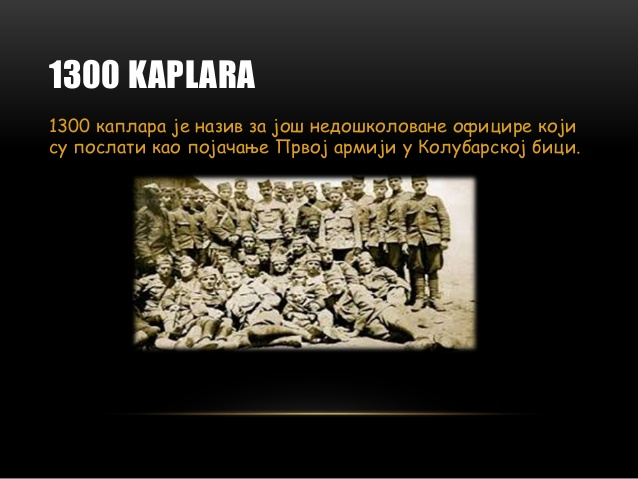 1300 KAPLARA
1300 каплара је назив за још недошколоване официре који
су послати као појачање Првој армији у Колубарској бици.